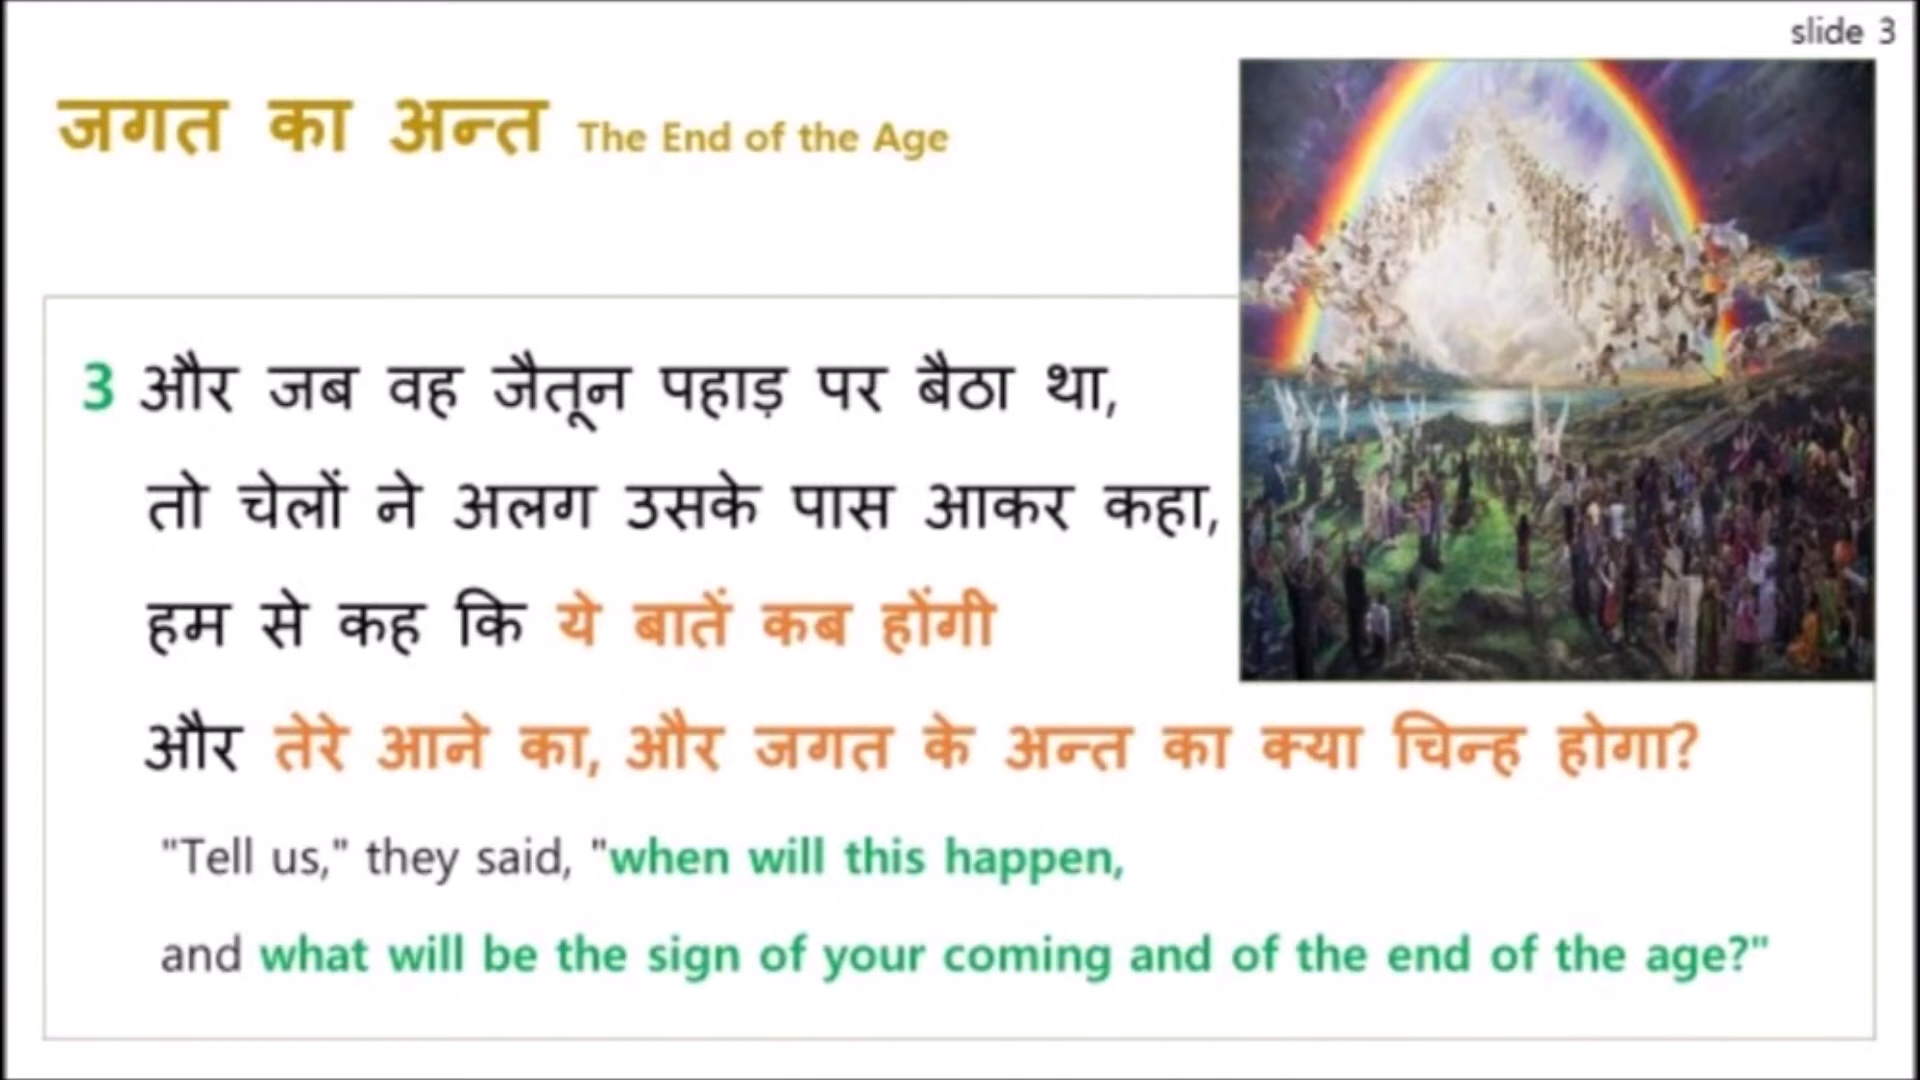 slide 3
जगत का अन्त The End of the Age
3 और जब वह जैतून पहाड़ पर बैठा था,
तो चेलों ने अलग उसके पास आकर कहा,
हम से कह कि ये बातें कब होंगी
और तेरे आने का, और जगत के अन्त का क्या चिन्ह होगा?
"Tell us," they said, "when will this happen,
and what will be the sign of your coming and of the end of the age?"